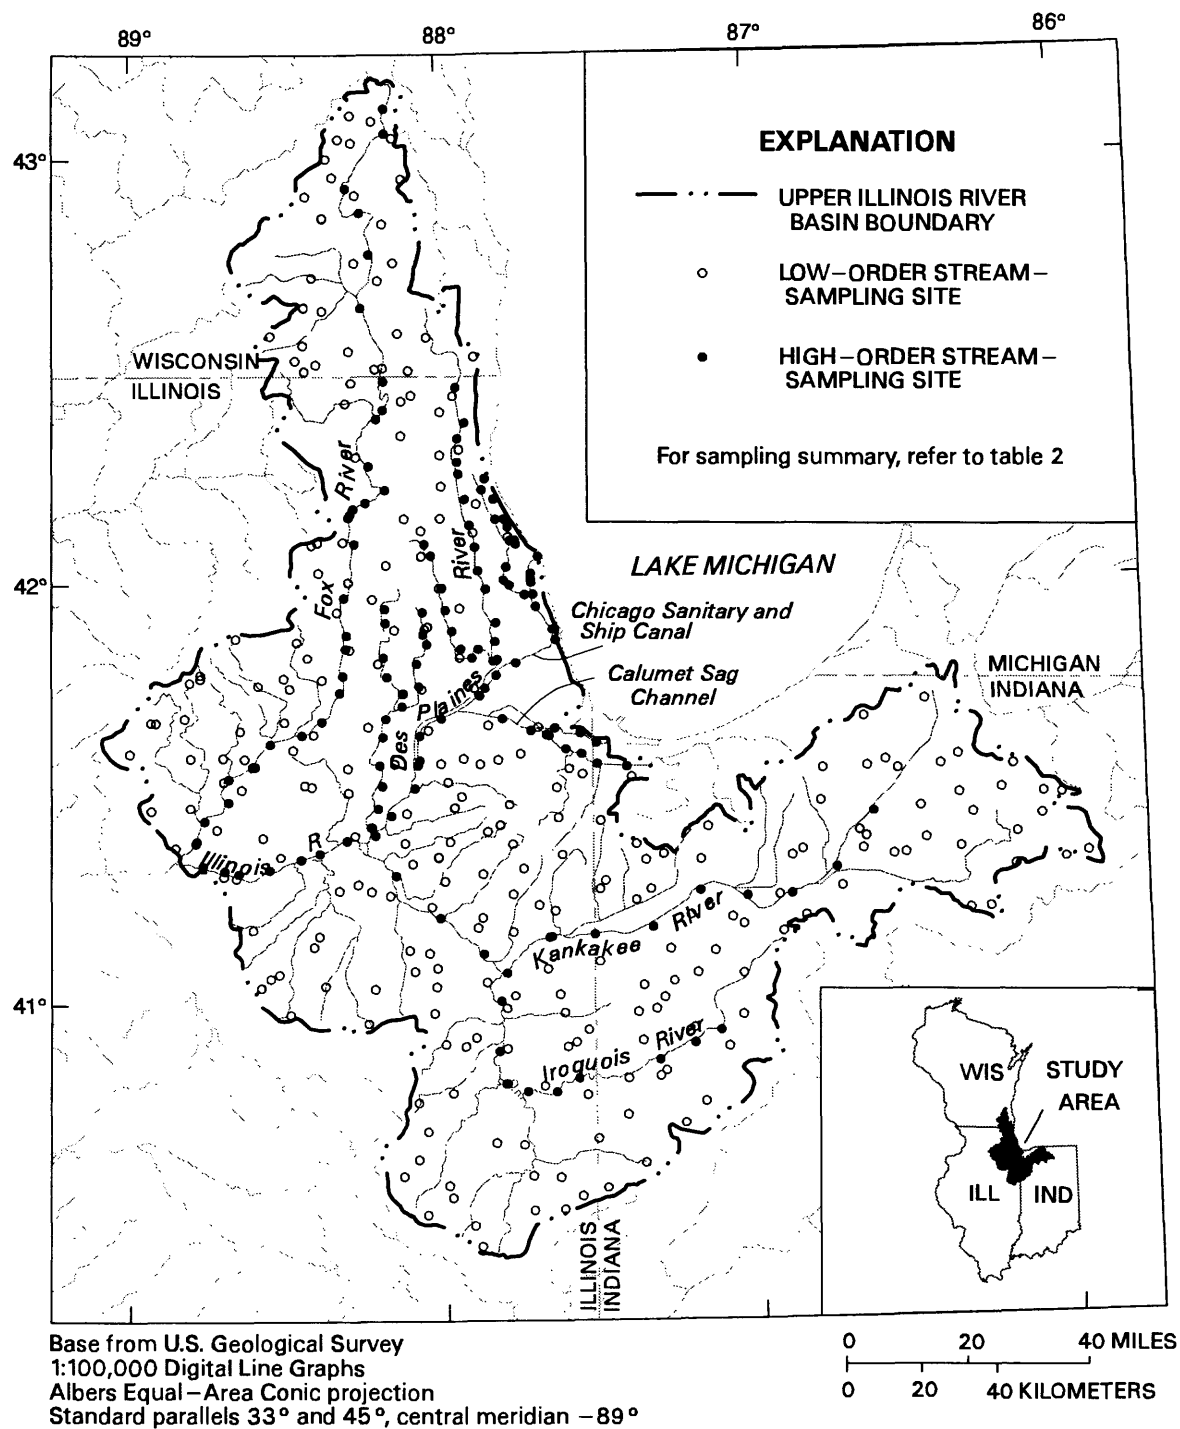 89° 88° 87° 86°
43°
42°
41°
EXPLANATION
UPPER ILLINOIS RIVER
BASIN BOUNDARY
LOW–ORDER STREAM–
SAMPLING SITE
HIGH–ORDER STREAM–
SAMPLING SITE
For sampling summary, refer to table 2
WISCONSIN
ILLINOIS
Fox River
Des Plaines River
LAKE MICHIGAN
Chicago Sanitary and
Ship Canal
Calumet Sag
Channel
MICHIGAN
INDIANA
Illinois R
Kankakee River
Iroquois River
ILLINOIS
INDIANA
WIS
STUDY
AREA
ILL
IND
Base from U.S. Geological Survey
1:100,000 Digital Line Graphs
Albers Equal–Area Conic projection
Standard parallels 33° and 45°, central meridian –89°
0 20 40 MILES
0 20 40 KILOMETERS